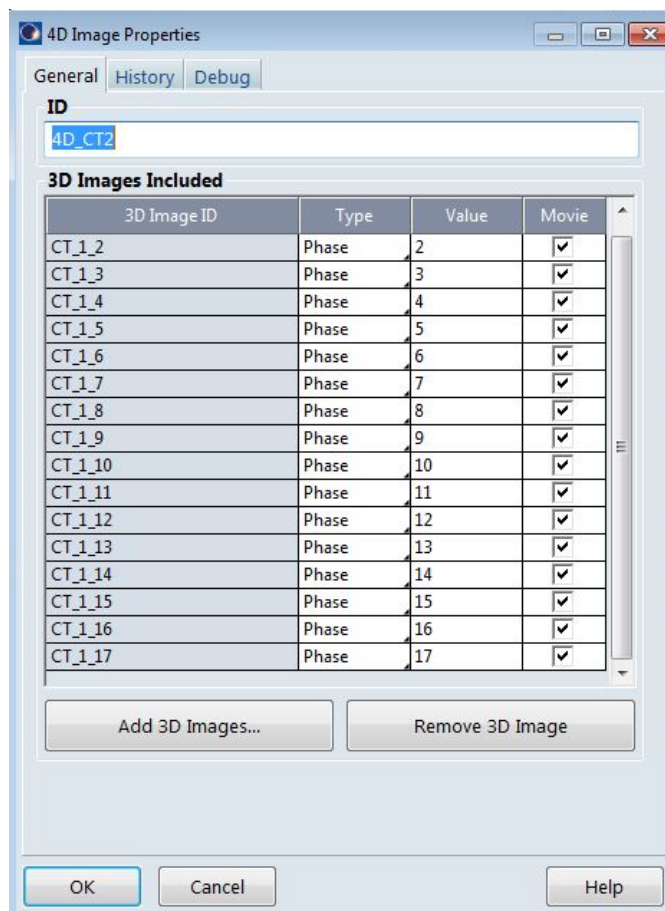 4D Image Properties
General History Debug
ID
4D_CT2
3D Images Included
3D Image ID Type Value Movie
CT_1_2 Phase 2
CT_1_3 Phase 3
CT_1_4 Phase 4
CT_1_5 Phase 5
CT_1_6 Phase 6
CT_1_7 Phase 7
CT_1_8 Phase 8
CT_1_9 Phase 9
CT_1_10 Phase 10
CT_1_11 Phase 11
CT_1_12 Phase 12
CT_1_13 Phase 13
CT_1_14 Phase 14
CT_1_15 Phase 15
CT_1_16 Phase 16
CT_1_17 Phase 17
Add 3D Images... Remove 3D Image
OK Cancel Help